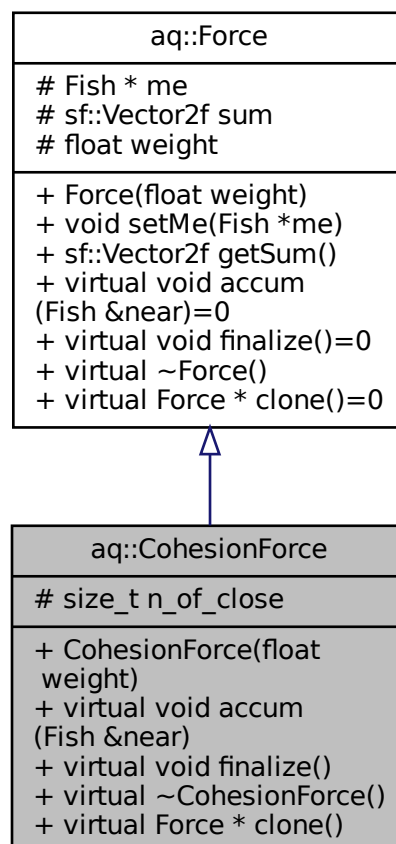 aq::Force
# Fish * me
# sf::Vector2f sum
# float weight
+ Force(float weight)
+ void setMe(Fish *me)
+ sf::Vector2f getSum()
+ virtual void accum
(Fish &near)=0
+ virtual void finalize()=0
+ virtual ~Force()
+ virtual Force * clone()=0
aq::CohesionForce
# size_t n_of_close
+ CohesionForce(float
weight)
+ virtual void accum
(Fish &near)
+ virtual void finalize()
+ virtual ~CohesionForce()
+ virtual Force * clone()